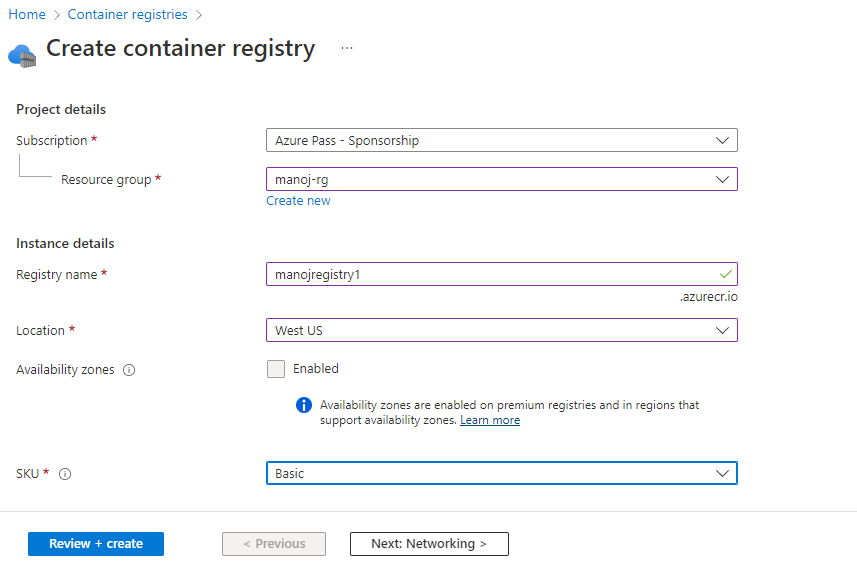 Home > Container registries >
Create container registry ...
Project details
Subscription * Azure Pass - Sponsorship
Resource group * manoj-rg
Create new
Instance details
Registry name * manojregistry1
.azurecr.io
Location * West US
Availability zones Enabled
Availability zones are enabled on premium registries and in regions that
support availability zones. Learn more
SKU * Basic
Review + create < Previous Next: Networking >